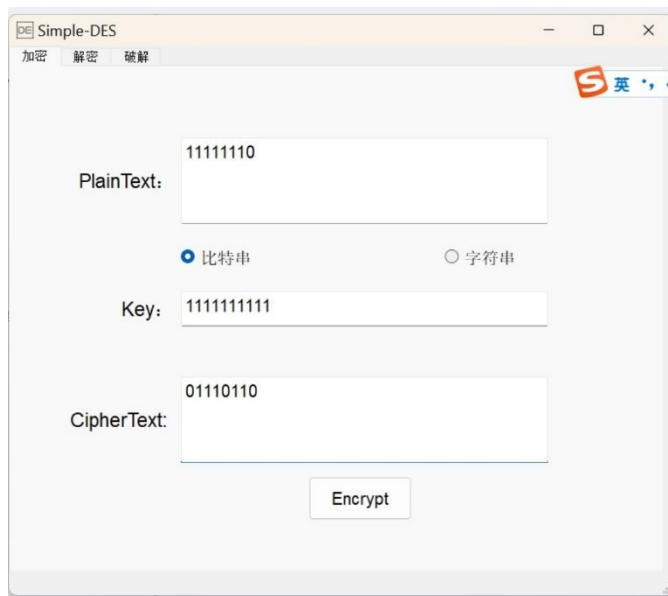 Simple-DES
加密 解密 破解
英
PlainText： 11111110
比特串 字符串
Key： 1111111111
CipherText: 01110110
Encrypt